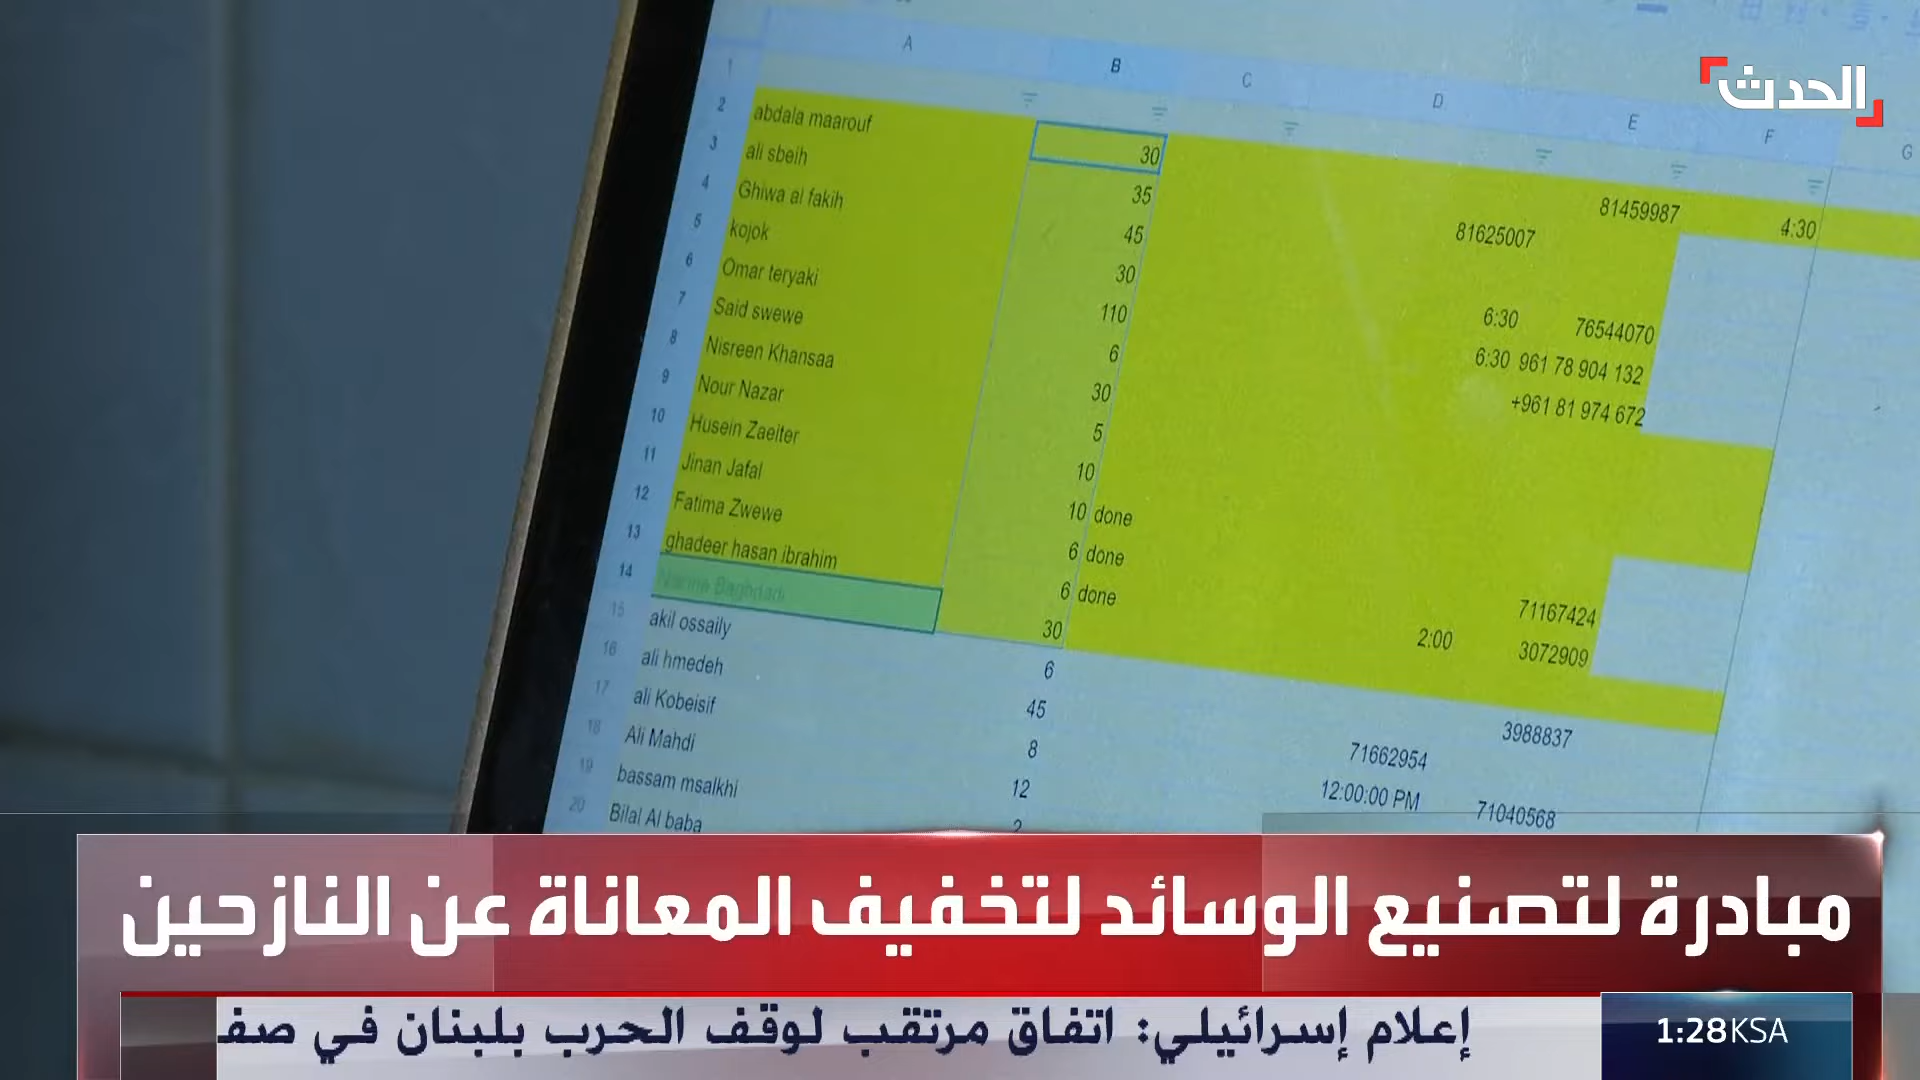 الحدث
A B C D E F G
1
2 abdala maarouf 30 81459987 4:30
3 ali sbeih 35 81625007
4 Ghiwa al fakih 45
5 kojok 30 6:30 76544070
6 Omar teryaki 110 6:30 961 78 904 132
7 Said swewe 6 +961 81 974 672
8 Nisreen Khansaa 30
9 Nour Nazar 5
10 Husein Zaeiter 10
11 Jinan Jafal 10 done
12 Fatima Zwewe 6 done 71167424
13 ghadeer hasan ibrahim 6 done 2:00 3072909
14 Baghdadi 30
15 akil ossaily 6 3988837
16 ali hmedeh 45 71662954
17 ali Kobeisif 8 12:00:00 PM 71040568
18 Ali Mahdi 12
19 bassam msalkhi 2
20 Bilal Al baba
مبادرة لتصنيع الوسائد لتخفيف المعاناة عن النازحين
إعلام إسرائيلي: اتفاق مرتقب لوقف الحرب بلبنان في صف
1:28 KSA